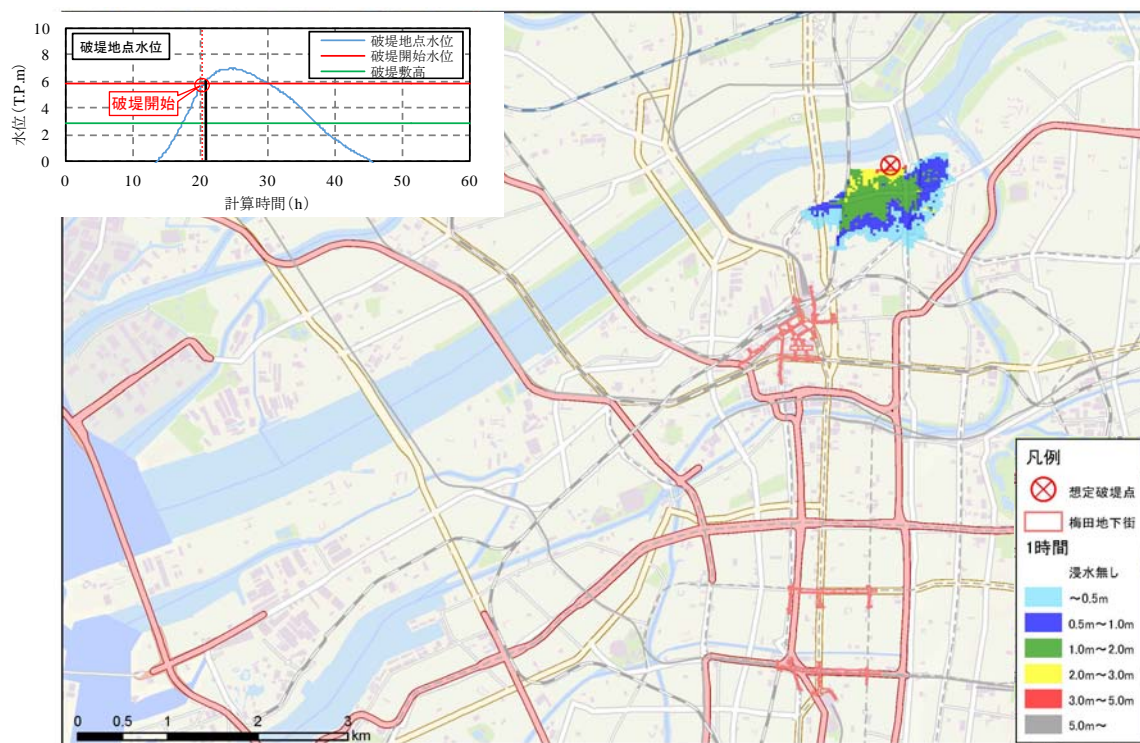 破堤地点水位
破堤地点水位
破堤開始水位
破堤敷高
破堤開始
水位(T.P.m)
10
8
6
4
2
0
0 10 20 30 40 50 60
計算時間(h)
凡例
想定破堤点
梅田地下街
1時間
浸水無し
～0.5m
0.5m～1.0m
1.0m～2.0m
2.0m～3.0m
3.0m～5.0m
5.0m～
0 0.5 1 2 3
km